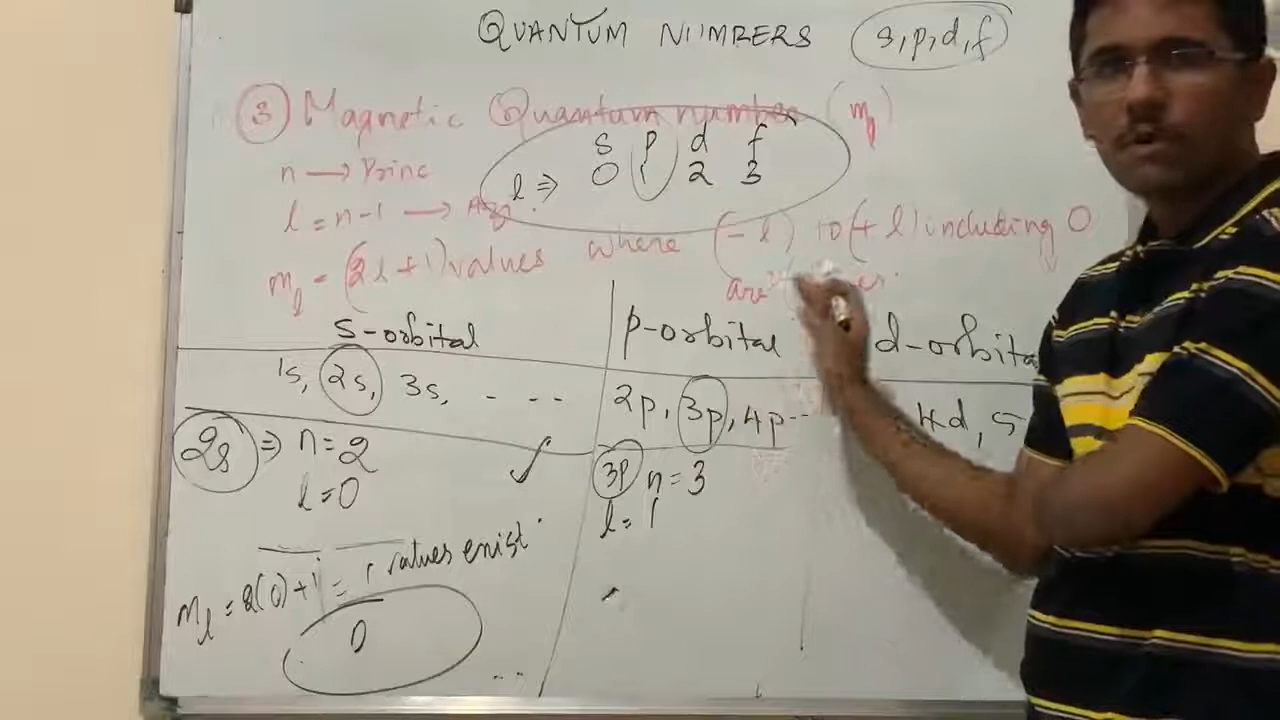 QUANTUM NUMBERS s,p,d,f
3 Magnetic Quantum number (ml)
s p d f
l ⇒ 0 1 2 3
n → Princ
l = n-1 →
ml = (2l+1) values where (-l) to (+l) including 0
are
s-orbital p-orbital d-orbital
1s, 2s, 3s, - - - 2p, 3p, 4p-- 4d, 5
2s ⇒ n=2 ✓
l=0
3p n=3
l=1
ml = 2(0)+1 = 1 values exist
0